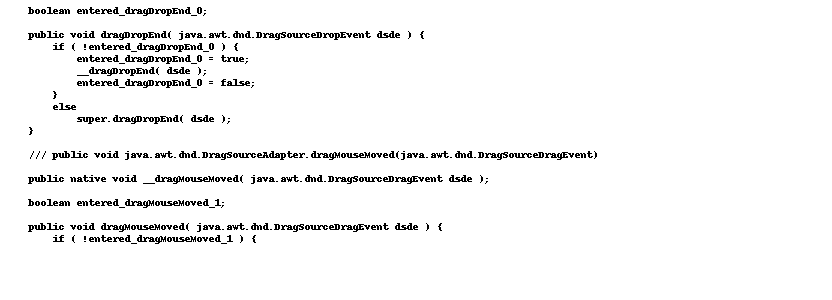 boolean entered_dragDropEnd_0;
public void dragDropEnd( java.awt.dnd.DragSourceDropEvent dsde ) {
if ( !entered_dragDropEnd_0 ) {
entered_dragDropEnd_0 = true;
__dragDropEnd( dsde );
entered_dragDropEnd_0 = false;
}
else
super.dragDropEnd( dsde );
}
/// public void java.awt.dnd.DragSourceAdapter.dragMouseMoved(java.awt.dnd.DragSourceDragEvent)
public native void __dragMouseMoved( java.awt.dnd.DragSourceDragEvent dsde );
boolean entered_dragMouseMoved_1;
public void dragMouseMoved( java.awt.dnd.DragSourceDragEvent dsde ) {
if ( !entered_dragMouseMoved_1 ) {